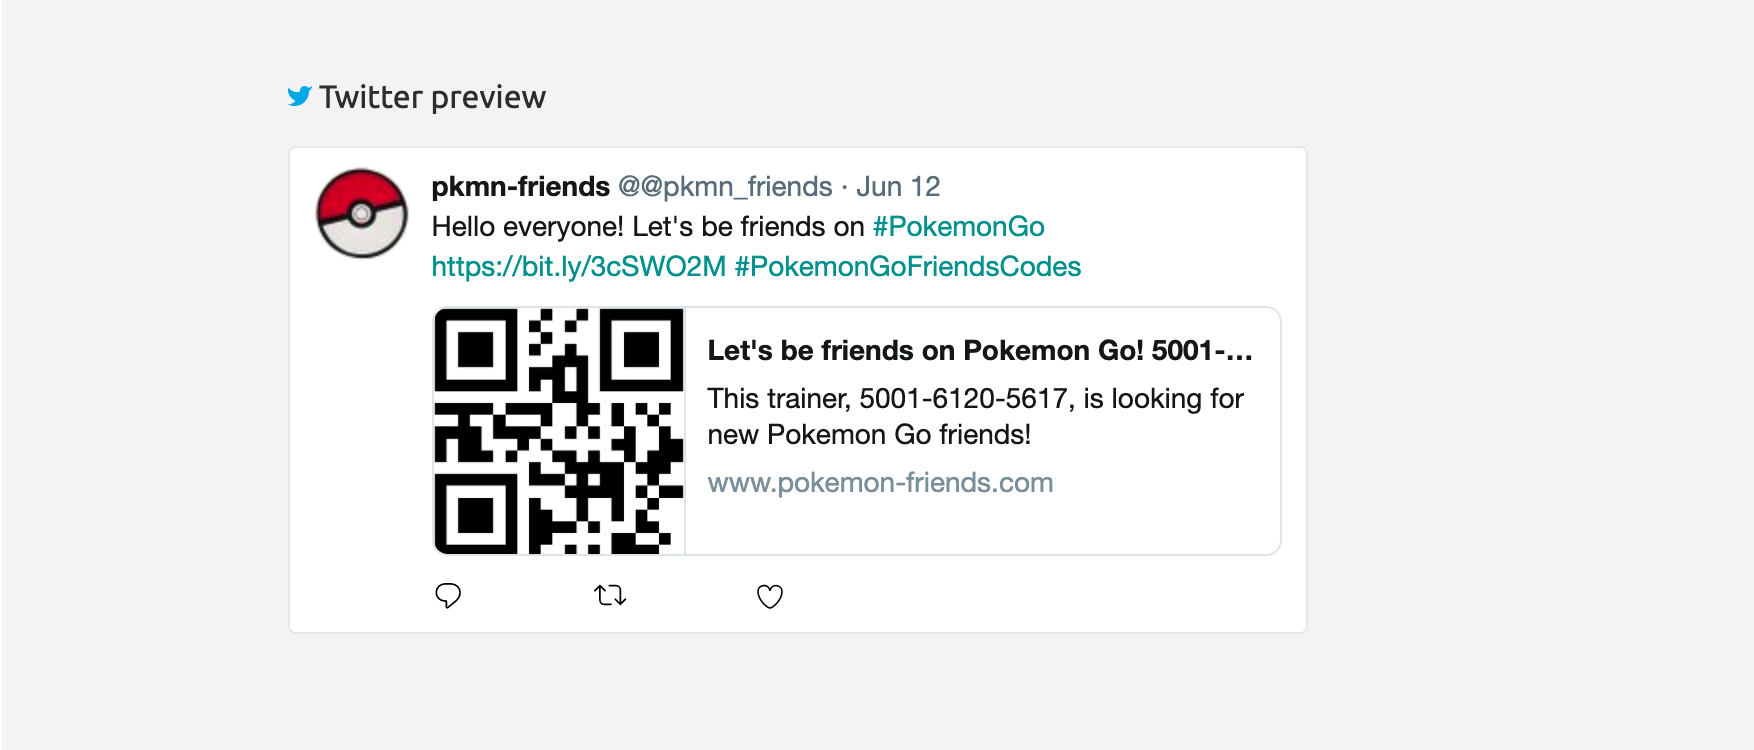 Twitter preview
pkmn-friends @@pkmn_friends · Jun 12
Hello everyone! Let's be friends on #PokemonGo
https://bit.ly/3cSWO2M #PokemonGoFriendsCodes
Let's be friends on Pokemon Go! 5001-...
This trainer, 5001-6120-5617, is looking for
new Pokemon Go friends!
www.pokemon-friends.com